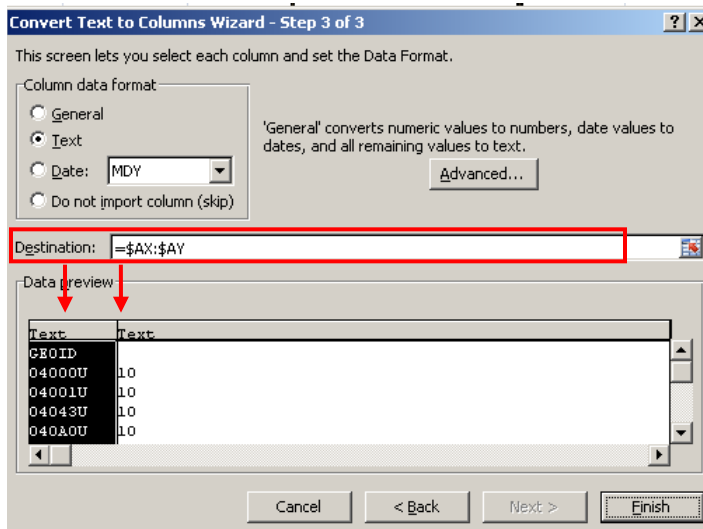 Convert Text to Columns Wizard - Step 3 of 3
This screen lets you select each column and set the Data Format.
Column data format
General
Text
Date: MDY
Do not import column (skip)
'General' converts numeric values to numbers, date values to
dates, and all remaining values to text.
Advanced...
Destination: =$AX:$AY
Data preview
Text Text
GEOID
04000U 10
04001U 10
04043U 10
040A0U 10
Cancel < Back Next > Finish